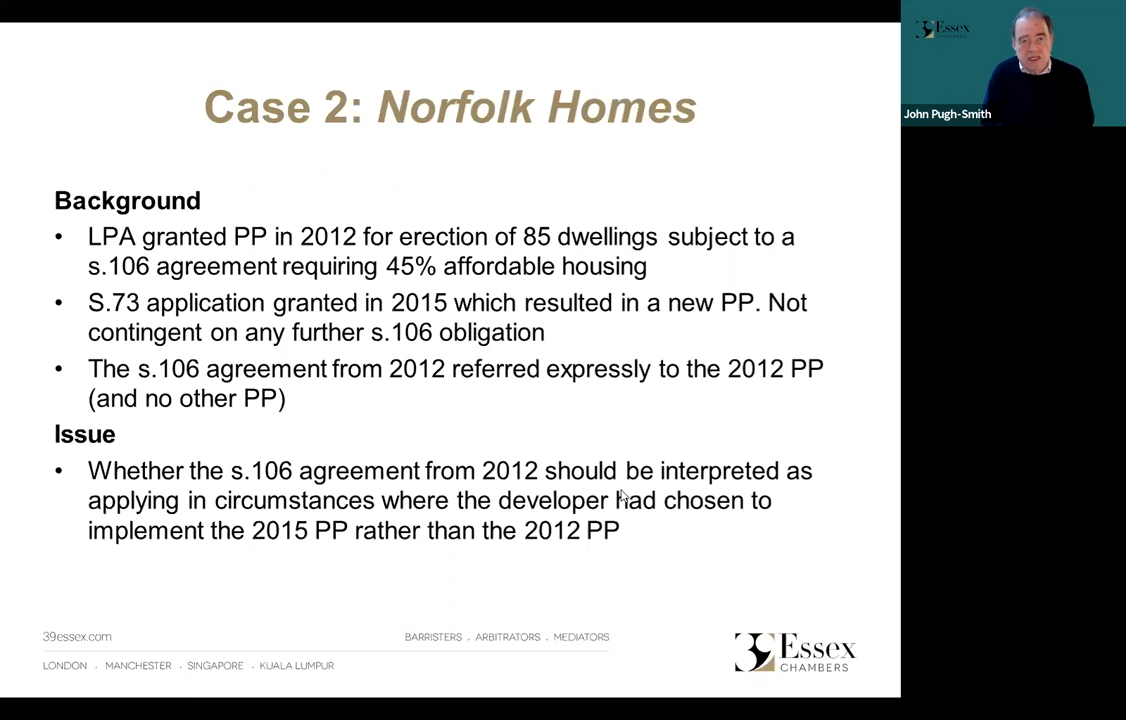 Case 2: Norfolk Homes
Background
• LPA granted PP in 2012 for erection of 85 dwellings subject to a
s.106 agreement requiring 45% affordable housing
• S.73 application granted in 2015 which resulted in a new PP. Not
contingent on any further s.106 obligation
• The s.106 agreement from 2012 referred expressly to the 2012 PP
(and no other PP)
Issue
• Whether the s.106 agreement from 2012 should be interpreted as
applying in circumstances where the developer had chosen to
implement the 2015 PP rather than the 2012 PP
39essex.com
BARRISTERS . ARBITRATORS . MEDIATORS
LONDON . MANCHESTER . SINGAPORE . KUALA LUMPUR
39 Essex
CHAMBERS
39 Essex
CHAMBERS
John Pugh-Smith